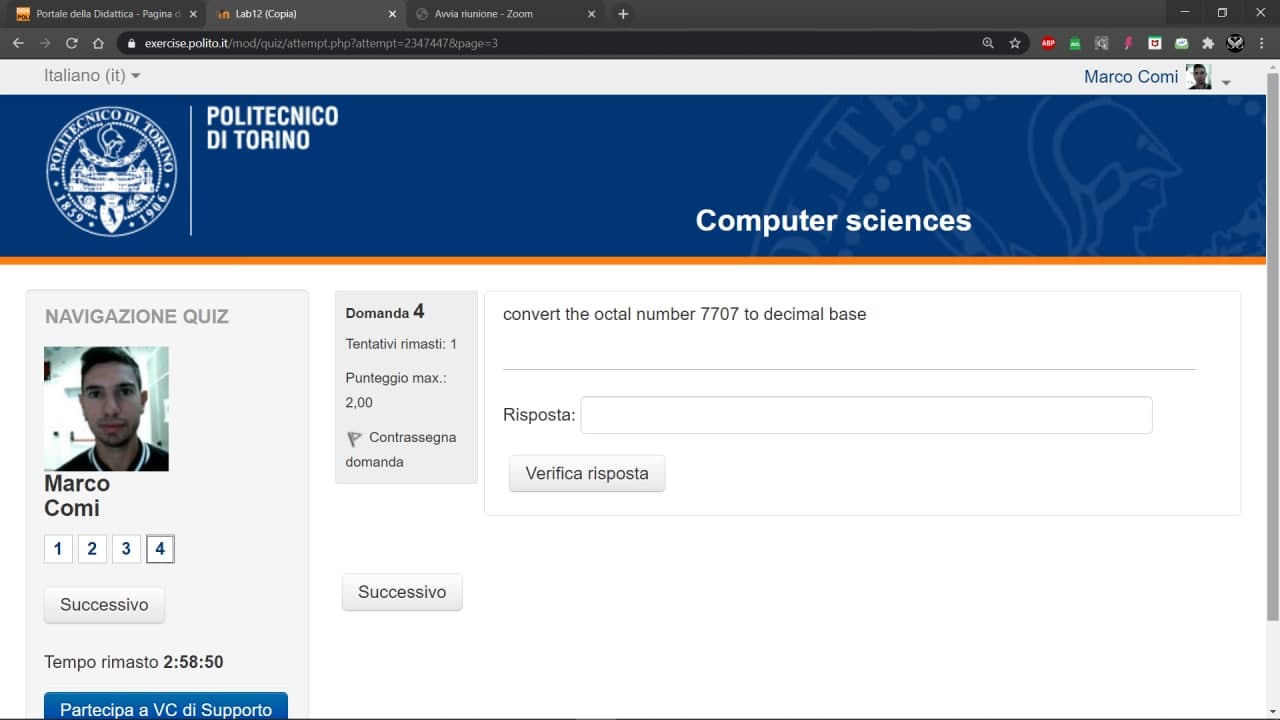 Portale della Didattica - Pagina d
Lab12 (Copia)
Avvia riunione - Zoom
exercise.polito.it/mod/quiz/attempt.php?attempt=2347447&page=3
ABP
Italiano (it)
Marco Comi
POLITECNICO DI TORINO
1859
1906
POLITECNICO
DI TORINO
Computer sciences
NAVIGAZIONE QUIZ
Marco
Comi
1 2 3 4
Successivo
Tempo rimasto 2:58:50
Partecipa a VC di Supporto
Domanda 4
Tentativi rimasti: 1
Punteggio max.:
2,00
Contrassegna
domanda
convert the octal number 7707 to decimal base
Risposta:
Verifica risposta
Successivo